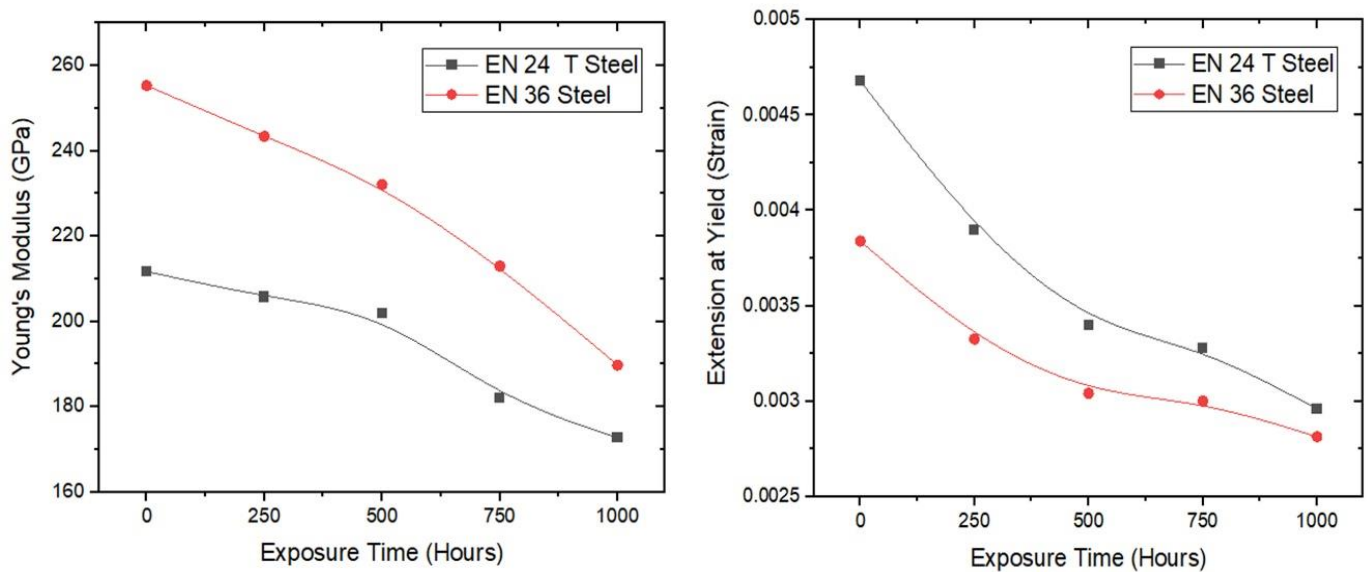 Young's Modulus (GPa)
260
240
220
200
180
160
EN 24 T Steel
EN 36 Steel
0 250 500 750 1000
Exposure Time (Hours)
Extension at Yield (Strain)
0.005
0.0045
0.004
0.0035
0.003
0.0025
EN 24 T Steel
EN 36 Steel
0 250 500 750 1000
Exposure Time (Hours)